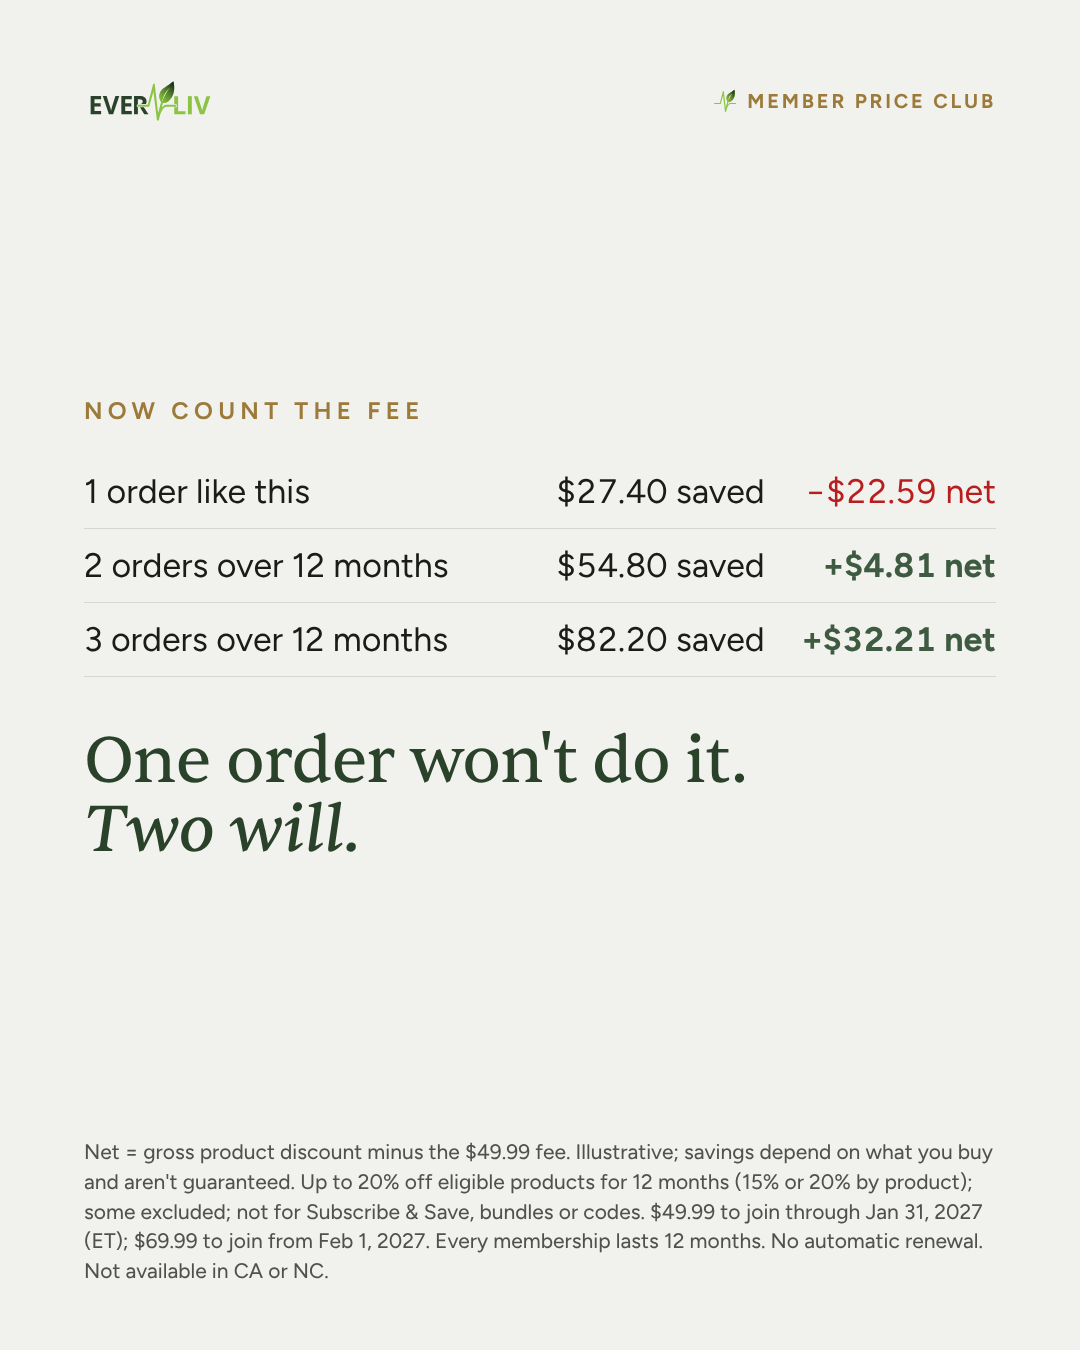 EVER LIV
MEMBER PRICE CLUB
NOW COUNT THE FEE
1 order like this $27.40 saved −$22.59 net
2 orders over 12 months $54.80 saved +$4.81 net
3 orders over 12 months $82.20 saved +$32.21 net
One order won't do it.
Two will.
Net = gross product discount minus the $49.99 fee. Illustrative; savings depend on what you buy
and aren't guaranteed. Up to 20% off eligible products for 12 months (15% or 20% by product);
some excluded; not for Subscribe & Save, bundles or codes. $49.99 to join through Jan 31, 2027
(ET); $69.99 to join from Feb 1, 2027. Every membership lasts 12 months. No automatic renewal.
Not available in CA or NC.